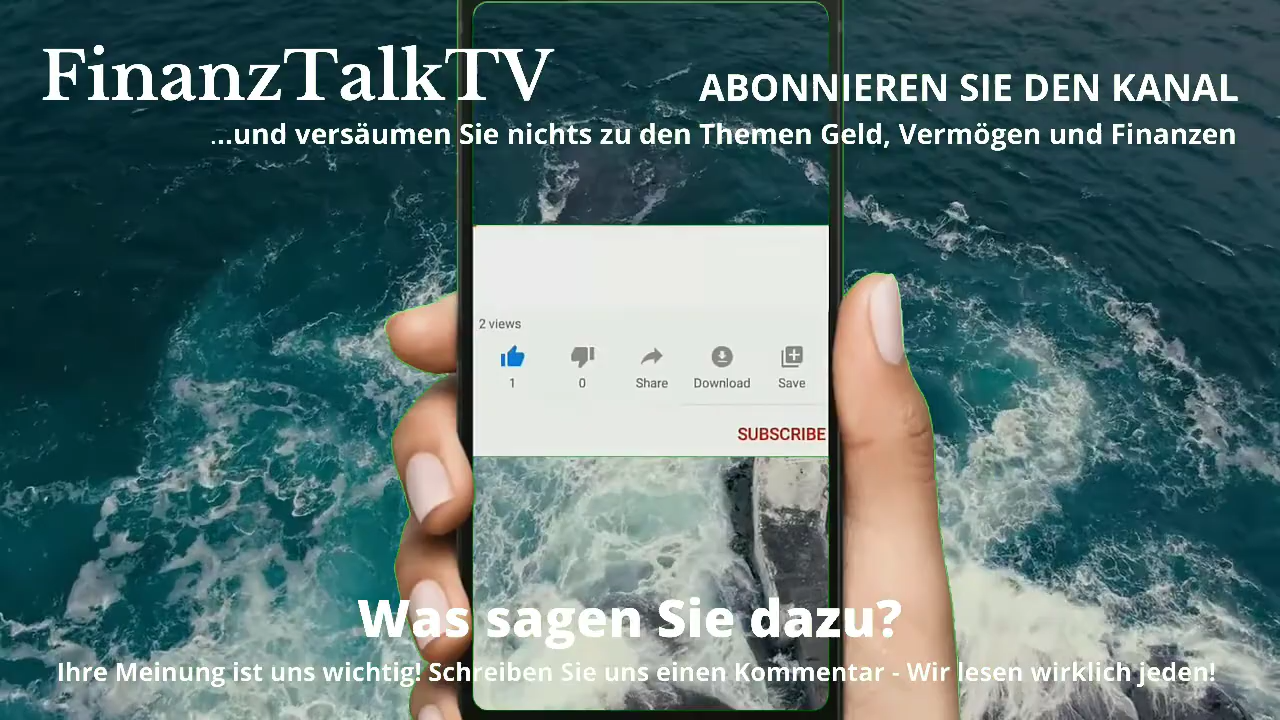 FinanzTalkTV
ABONNIEREN SIE DEN KANAL
...und versäumen Sie nichts zu den Themen Geld, Vermögen und Finanzen
2 views
1 0 Share Download Save
SUBSCRIBE
Was sagen Sie dazu?
Ihre Meinung ist uns wichtig! Schreiben Sie uns einen Kommentar - Wir lesen wirklich jeden!